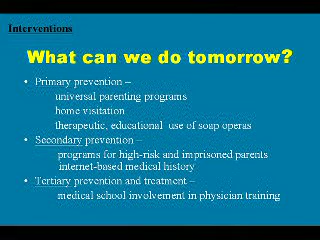 Interventions
What can we do tomorrow?
• Primary prevention –
universal parenting programs
home visitation
therapeutic, educational use of soap operas
• Secondary prevention –
programs for high-risk and imprisoned parents
internet-based medical history
• Tertiary prevention and treatment –
medical school involvement in physician training